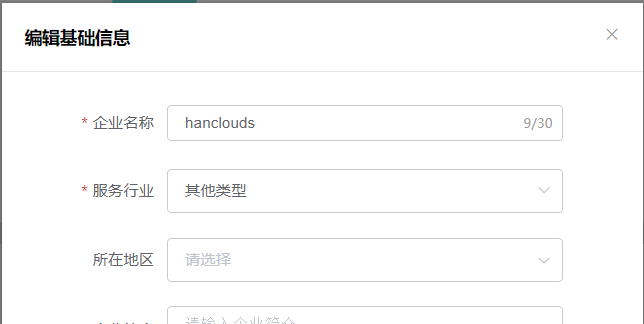 编辑基础信息
* 企业名称 hanclouds 9/30
* 服务行业 其他类型
所在地区 请选择
请输入企业简介